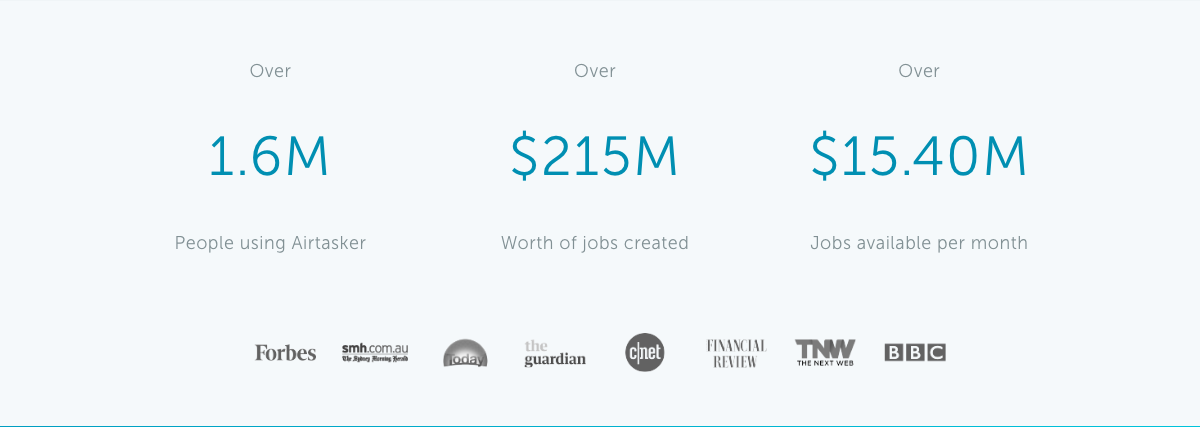 Over Over Over
1.6M $215M $15.40M
People using Airtasker Worth of jobs created Jobs available per month
Forbes smh.com.au Today the guardian c|net FINANCIAL REVIEW TNW BBC
The Sydney Morning Herald THE NEXT WEB